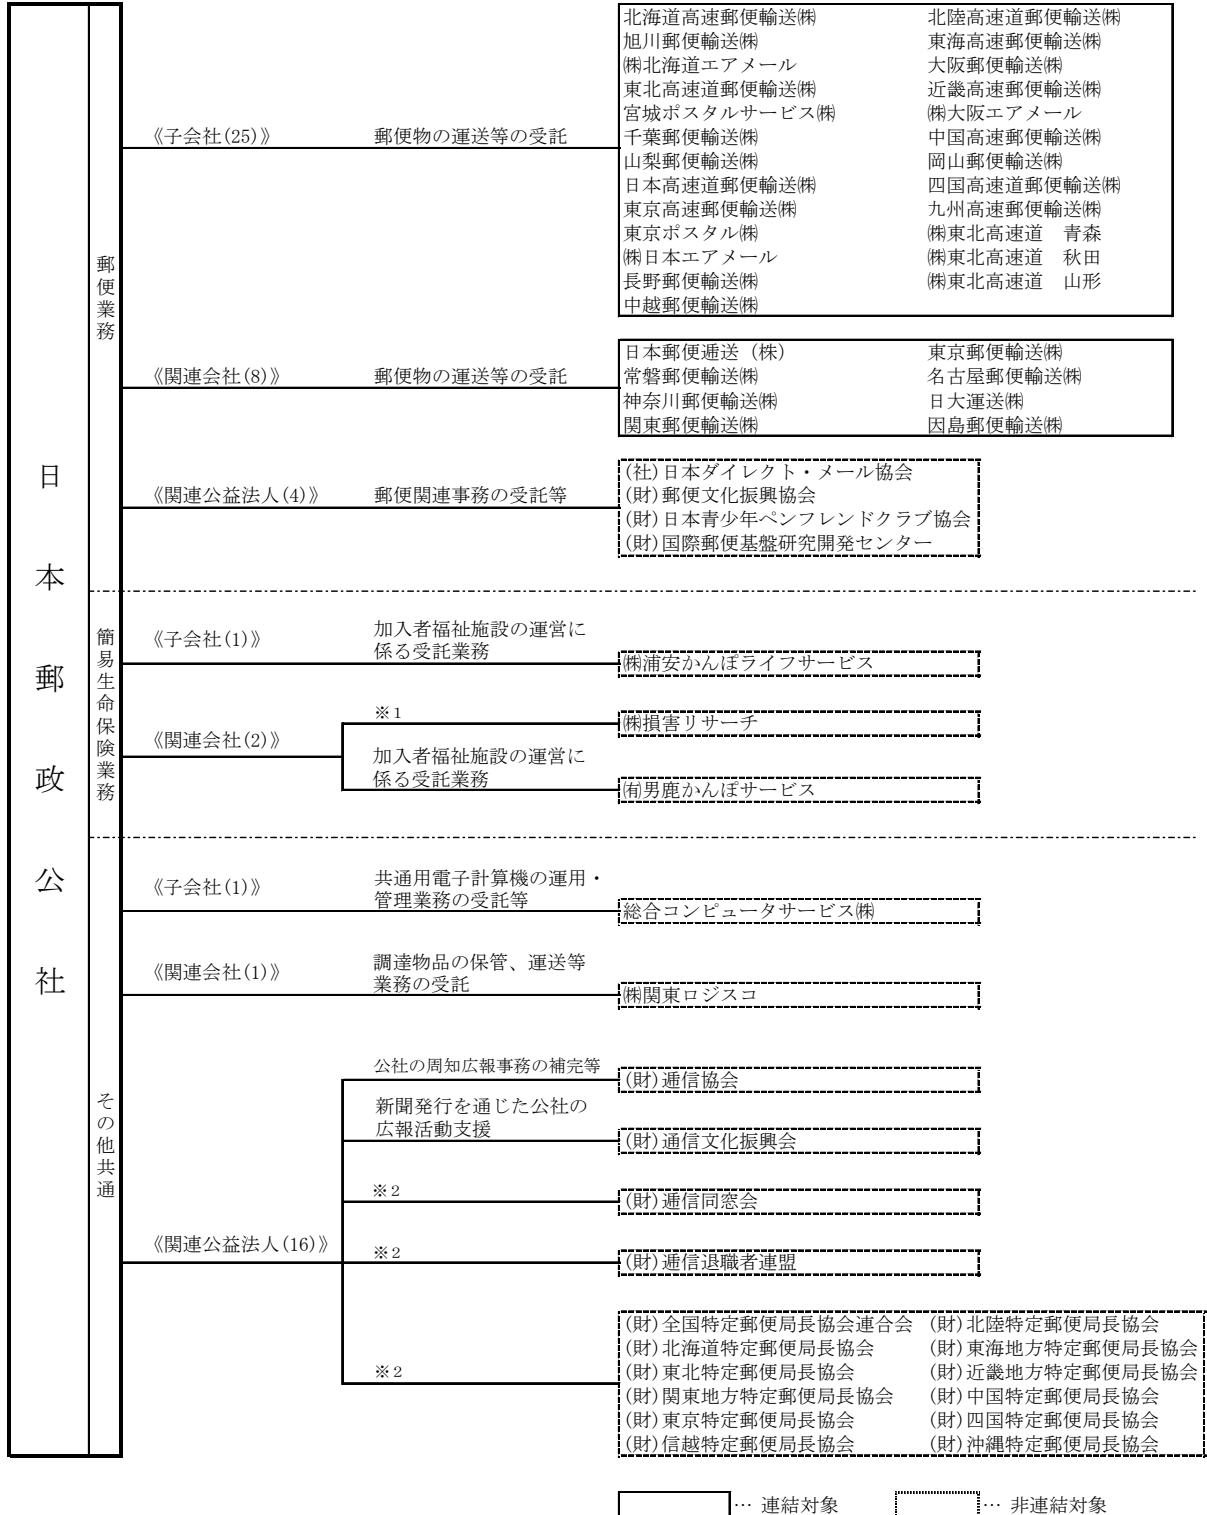 日本郵政公社
郵便業務
《子会社(25)》 郵便物の運送等の受託
北海道高速郵便輸送㈱ 北陸高速道郵便輸送㈱
旭川郵便輸送㈱ 東海高速郵便輸送㈱
㈱北海道エアメール 大阪郵便輸送㈱
東北高速道郵便輸送㈱ 近畿高速郵便輸送㈱
宮城ポスタルサービス㈱ ㈱大阪エアメール
千葉郵便輸送㈱ 中国高速郵便輸送㈱
山梨郵便輸送㈱ 岡山郵便輸送㈱
日本高速道郵便輸送㈱ 四国高速道郵便輸送㈱
東京高速郵便輸送㈱ 九州高速郵便輸送㈱
東京ポスタル㈱ ㈱東北高速道 青森
㈱日本エアメール ㈱東北高速道 秋田
長野郵便輸送㈱ ㈱東北高速道 山形
中越郵便輸送㈱
《関連会社(8)》 郵便物の運送等の受託
日本郵便逓送（株） 東京郵便輸送㈱
常磐郵便輸送㈱ 名古屋郵便輸送㈱
神奈川郵便輸送㈱ 日大運送㈱
関東郵便輸送㈱ 因島郵便輸送㈱
《関連公益法人(4)》 郵便関連事務の受託等
(社)日本ダイレクト・メール協会
(財)郵便文化振興協会
(財)日本青少年ペンフレンドクラブ協会
(財)国際郵便基盤研究開発センター
簡易生命保険業務
《子会社(1)》
加入者福祉施設の運営に
係る受託業務
㈱浦安かんぽライフサービス
《関連会社(2)》
※1
㈱損害リサーチ
加入者福祉施設の運営に
係る受託業務
㈲男鹿かんぽサービス
その他共通
《子会社(1)》
共通用電子計算機の運用・
管理業務の受託等
総合コンピュータサービス㈱
《関連会社(1)》
調達物品の保管、運送等
業務の受託
㈱関東ロジスコ
《関連公益法人(16)》
公社の周知広報事務の補完等
(財)逓信協会
新聞発行を通じた公社の
広報活動支援
(財)通信文化振興会
※2
(財)逓信同窓会
※2
(財)逓信退職者連盟
※2
(財)全国特定郵便局長協会連合会 (財)北陸特定郵便局長協会
(財)北海道特定郵便局長協会 (財)東海地方特定郵便局長協会
(財)東北特定郵便局長協会 (財)近畿地方特定郵便局長協会
(財)関東地方特定郵便局長協会 (財)中国特定郵便局長協会
(財)東京特定郵便局長協会 (財)四国特定郵便局長協会
(財)信越特定郵便局長協会 (財)沖縄特定郵便局長協会
… 連結対象 … 非連結対象